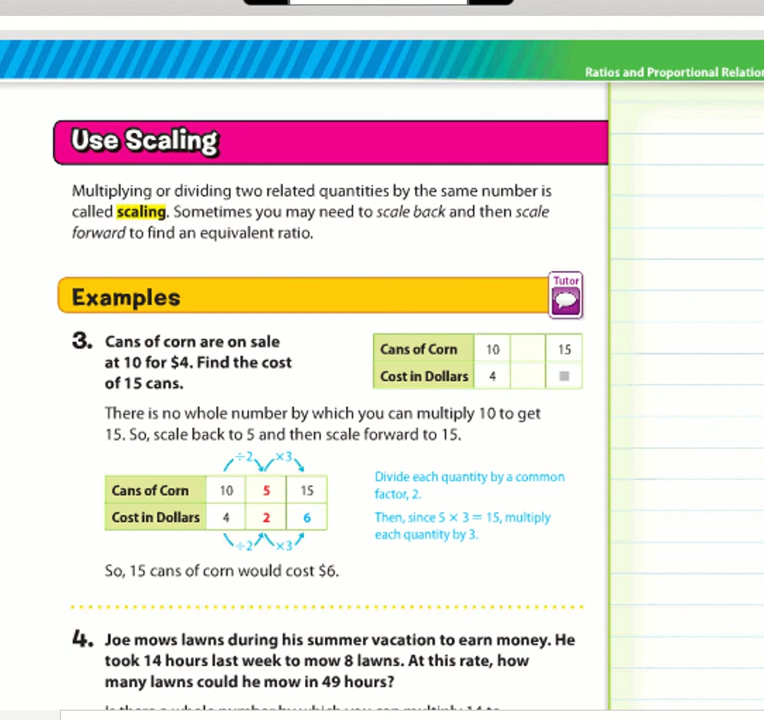 Ratios and Proportional Relatio
Use Scaling
Multiplying or dividing two related quantities by the same number is
called scaling. Sometimes you may need to scale back and then scale
forward to find an equivalent ratio.
Examples
Tutor
3. Cans of corn are on sale
at 10 for $4. Find the cost
of 15 cans.
Cans of Corn 10 15
Cost in Dollars 4 ■
There is no whole number by which you can multiply 10 to get
15. So, scale back to 5 and then scale forward to 15.
÷2 ×3
Cans of Corn 10 5 15
Cost in Dollars 4 2 6
÷2 ×3
Divide each quantity by a common
factor, 2.
Then, since 5 × 3 = 15, multiply
each quantity by 3.
So, 15 cans of corn would cost $6.
4. Joe mows lawns during his summer vacation to earn money. He
took 14 hours last week to mow 8 lawns. At this rate, how
many lawns could he mow in 49 hours?